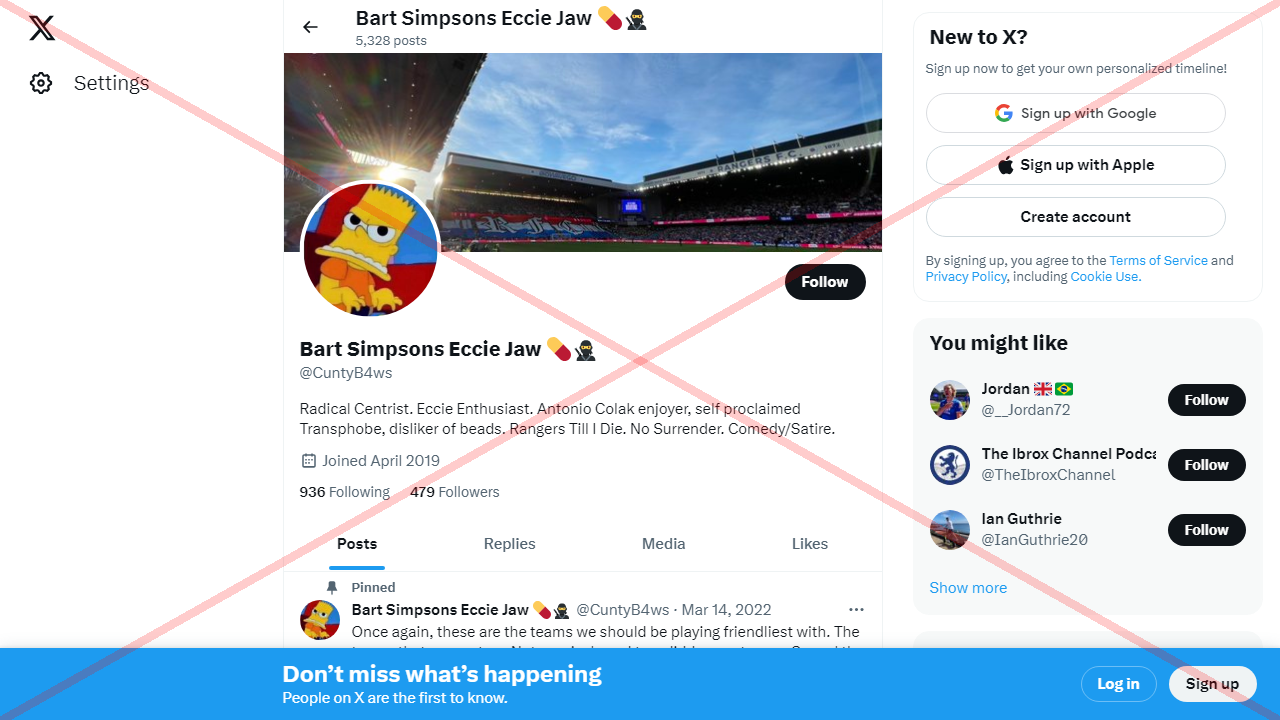 Settings
Bart Simpsons Eccie Jaw 💊🥷
5,328 posts
RANGERS F.C.
Follow
Bart Simpsons Eccie Jaw 💊🥷
@CuntyB4ws
Radical Centrist. Eccie Enthusiast. Antonio Colak enjoyer, self proclaimed
Transphobe, disliker of beads. Rangers Till I Die. No Surrender. Comedy/Satire.
Joined April 2019
936 Following 479 Followers
Posts Replies Media Likes
Pinned
Bart Simpsons Eccie Jaw 💊🥷 @CuntyB4ws · Mar 14, 2022
Once again, these are the teams we should be playing friendliest with. The
New to X?
Sign up now to get your own personalized timeline!
Sign up with Google
Sign up with Apple
Create account
By signing up, you agree to the Terms of Service and
Privacy Policy, including Cookie Use.
You might like
Jordan 🇬🇧🇧🇷
@__Jordan72
Follow
The Ibrox Channel Podca
@TheIbroxChannel
Follow
Ian Guthrie
@IanGuthrie20
Follow
Show more
Don’t miss what’s happening
People on X are the first to know.
Log in
Sign up